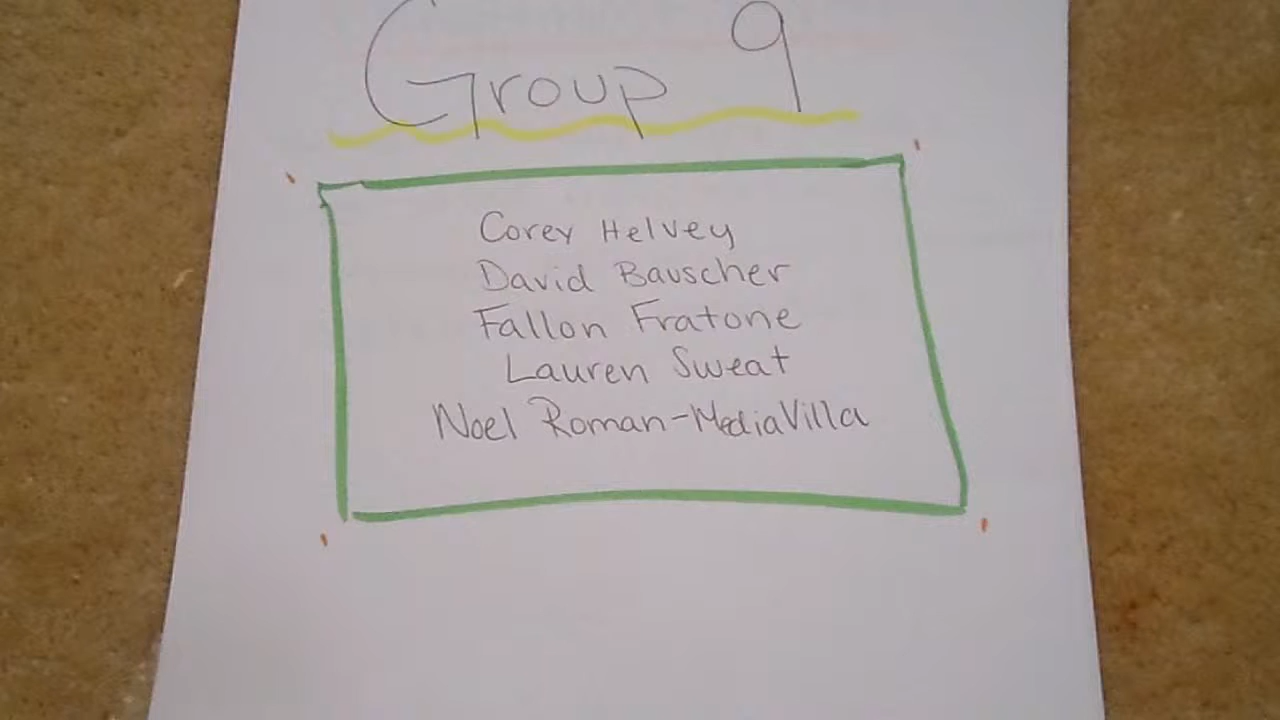 Group 9
Corey Helvey
David Bauscher
Fallon Fratone
Lauren Sweat
Noel Roman-MediaVilla